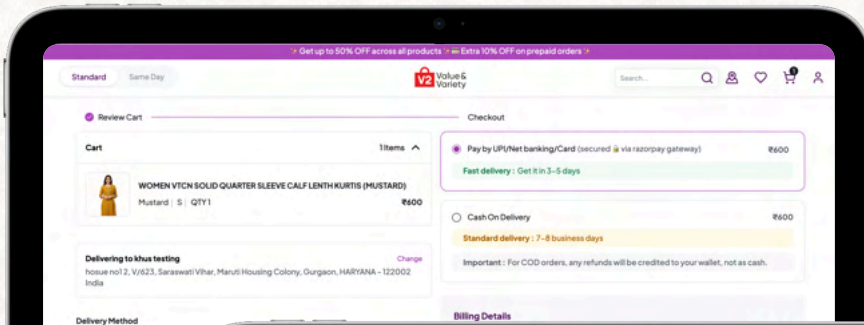 Get up to 50% OFF across all products
Extra 10% OFF on prepaid orders
Standard
Same Day
V2
Value &
Variety
Search...
1
Review Cart
Checkout
Cart
1 Items
WOMEN VTCN SOLID QUARTER SLEEVE CALF LENTH KURTIS (MUSTARD)
Mustard | S | QTY 1
₹600
Delivering to khus testing
Change
hosue no1 2, V/623, Saraswati Vihar, Maruti Housing Colony, Gurgaon, HARYANA - 122002
India
Delivery Method
Pay by UPI/Net banking/Card (secured via razorpay gateway)
₹600
Fast delivery : Get it in 3-5 days
Cash On Delivery
₹600
Standard delivery : 7-8 business days
Important : For COD orders, any refunds will be credited to your wallet, not as cash.
Billing Details